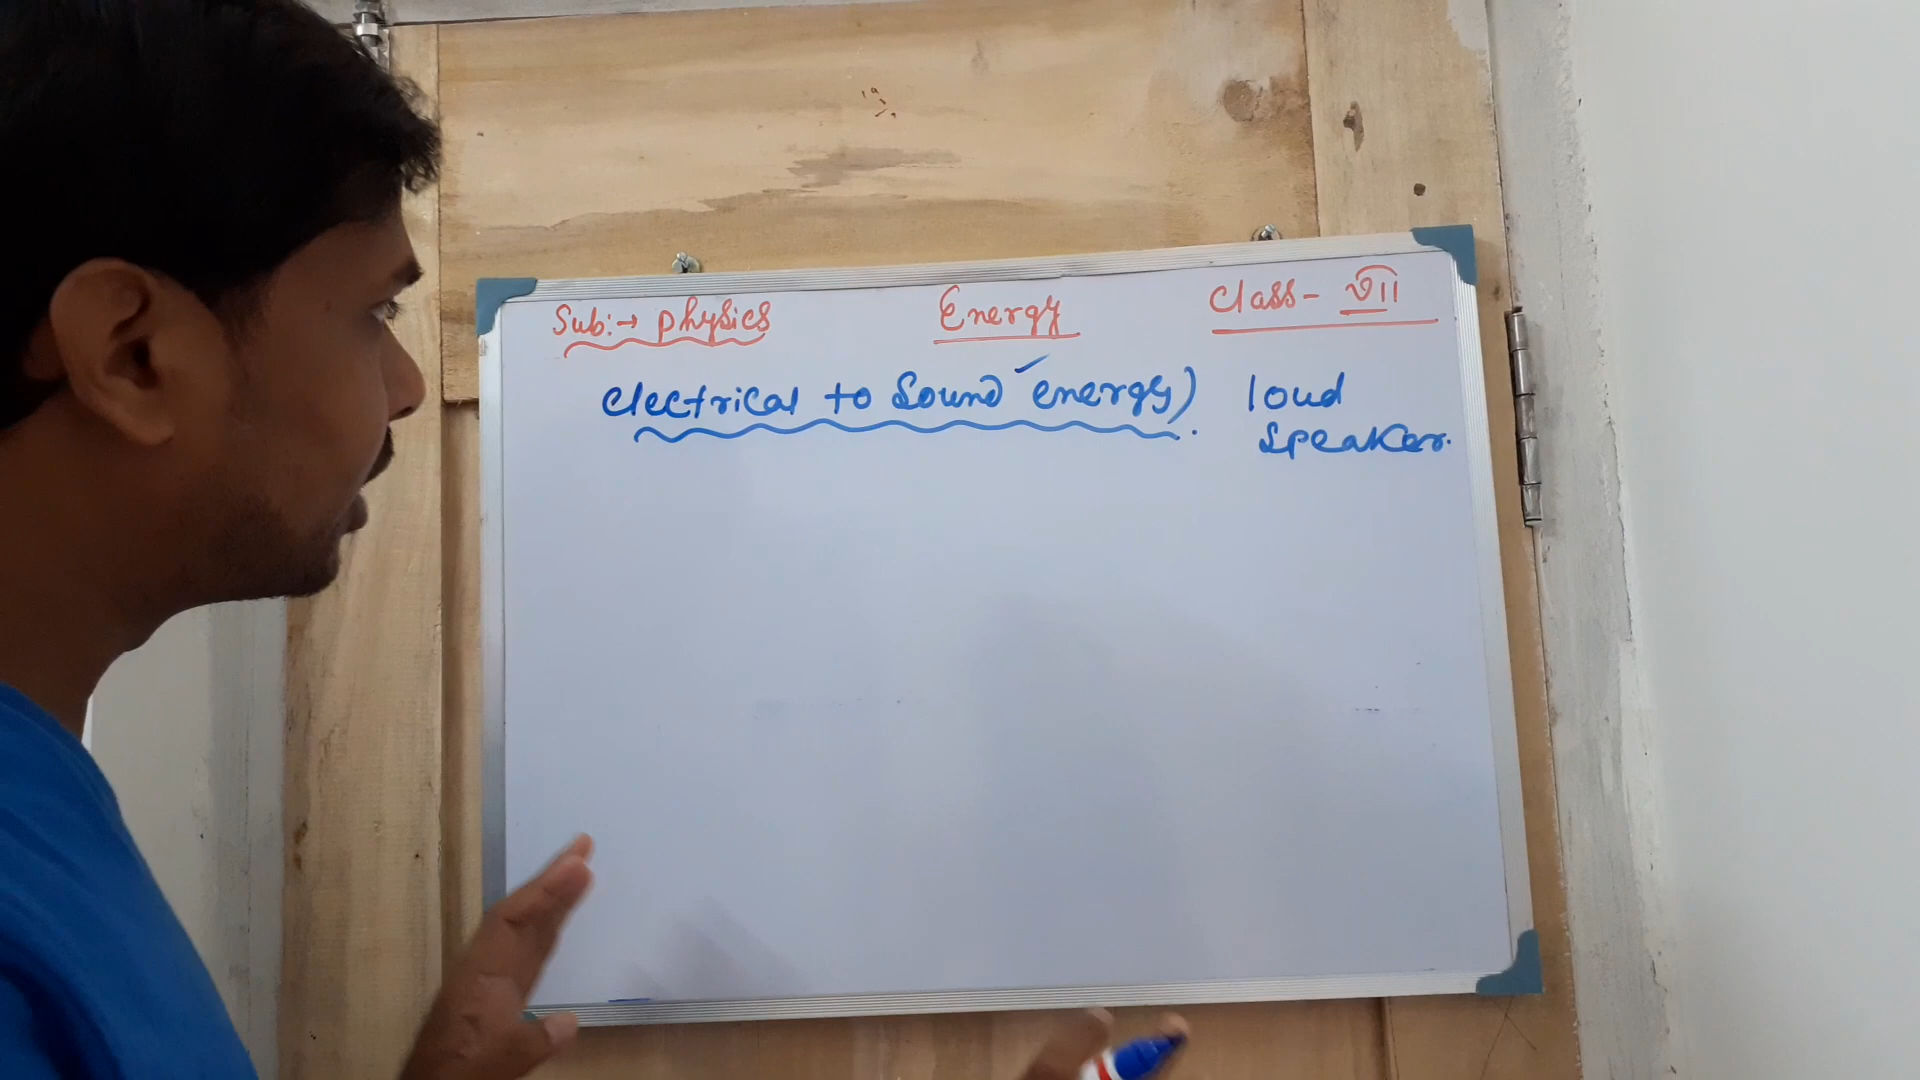 Sub:→ physics Energy Class- VII
electrical to Sound energy) loud
speaker.